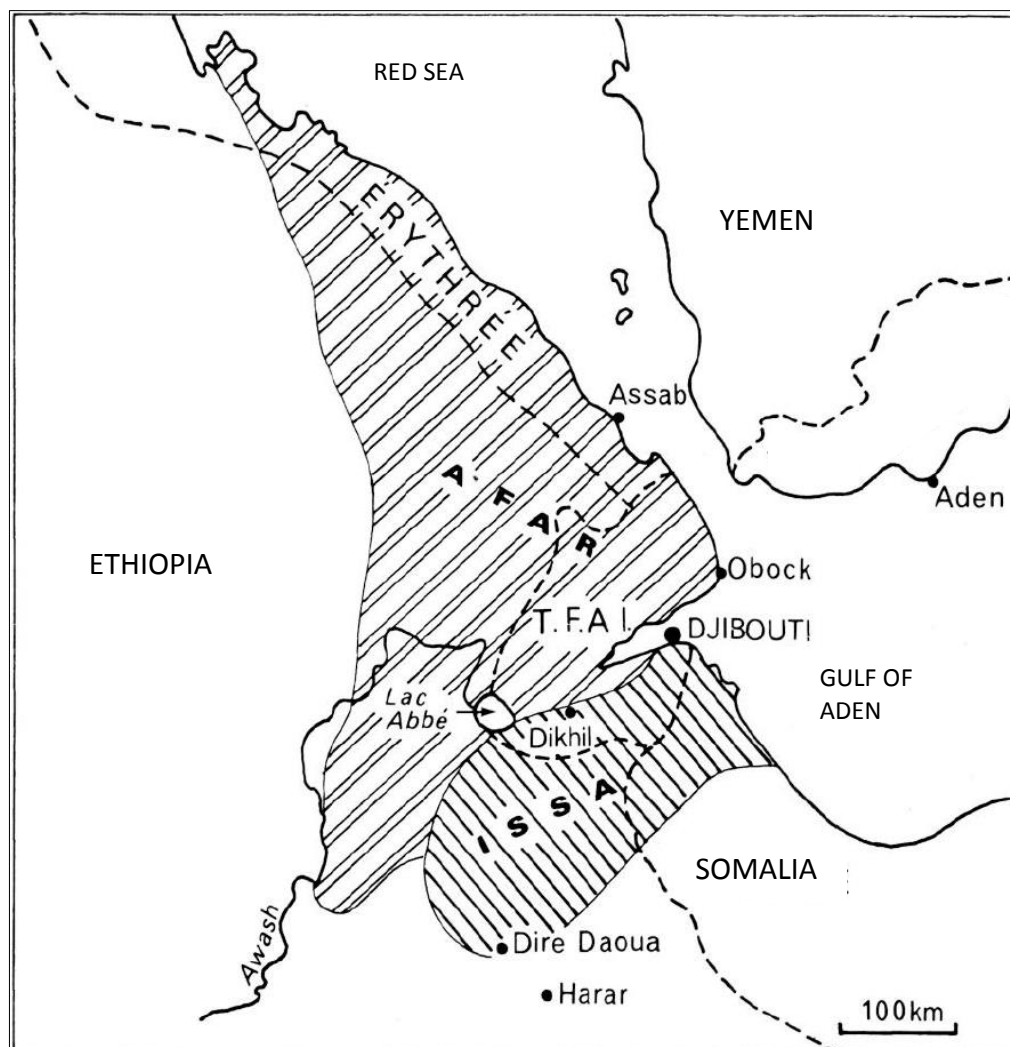 RED SEA
YEMEN
ERYTHREE
Assab
Aden
AFAR
ETHIOPIA
Obock
T.F.A I.
DJIBOUTI
GULF OF
ADEN
Lac
Abbé
Dikhil
ISSA
SOMALIA
Awash
Dire Daoua
Harar
100km